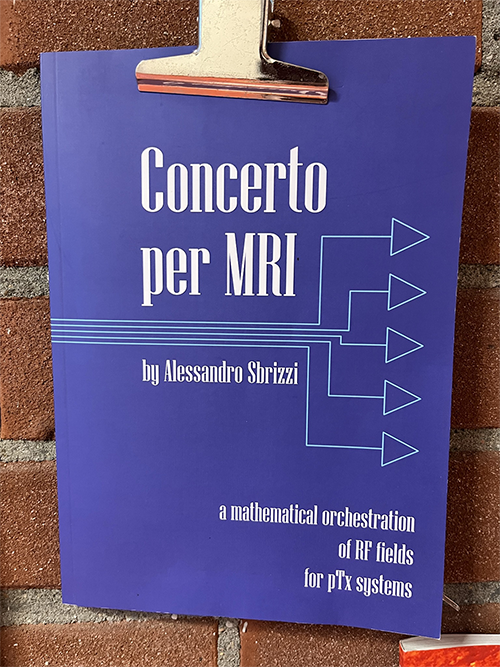 Concerto
per MRI
by Alessandro Sbrizzi
a mathematical orchestration
of RF fields
for pTx systems